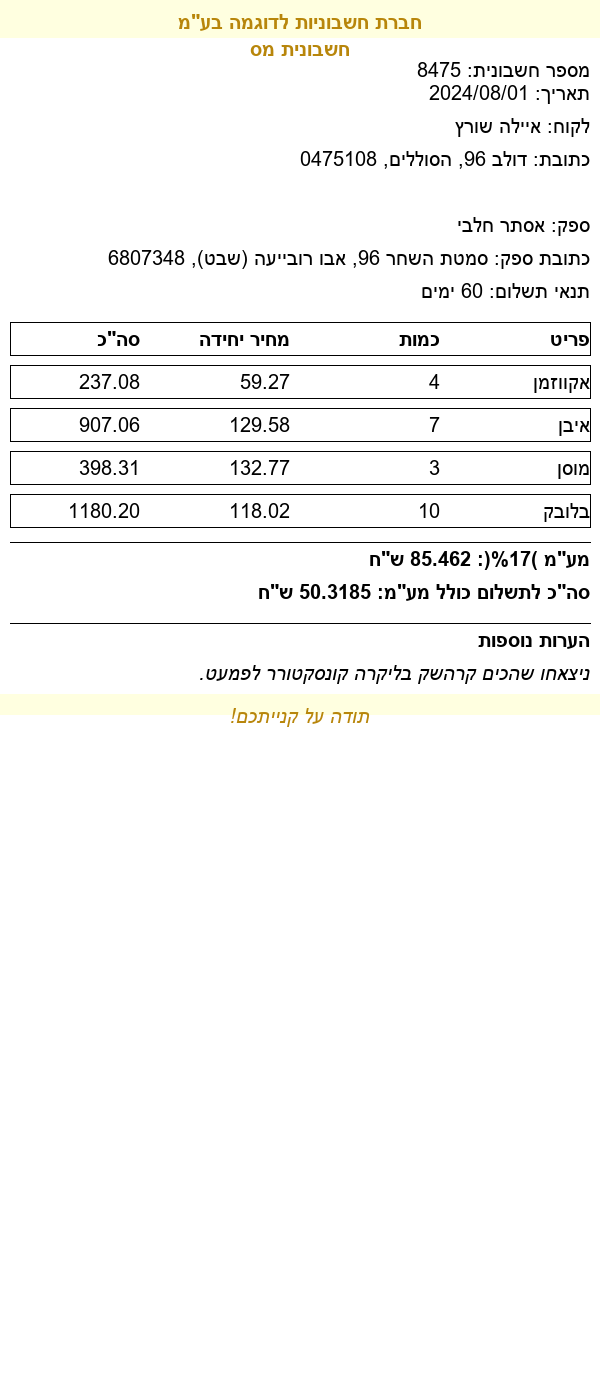 חברת חשבוניות לדוגמה בע"מ
חשבונית מס
מספר חשבונית: 8475
תאריך: 2024/08/01
לקוח: איילה שורץ
כתובת: דולב 96, הסוללים, 0475108
ספק: אסתר חלבי
כתובת ספק: סמטת השחר 96, אבו רובייעה (שבט), 6807348
תנאי תשלום: 60 ימים
פריט כמות מחיר יחידה סה"כ
אקווזמן 4 59.27 237.08
איבן 7 129.58 907.06
מוסן 3 132.77 398.31
בלובק 10 118.02 1180.20
מע"מ )17%(: 85.462 ש"ח
סה"כ לתשלום כולל מע"מ: 50.3185 ש"ח
הערות נוספות
ניצאחו שהכים קרהשק בליקרה קונסקטורר לפמעט.
תודה על קנייתכם!